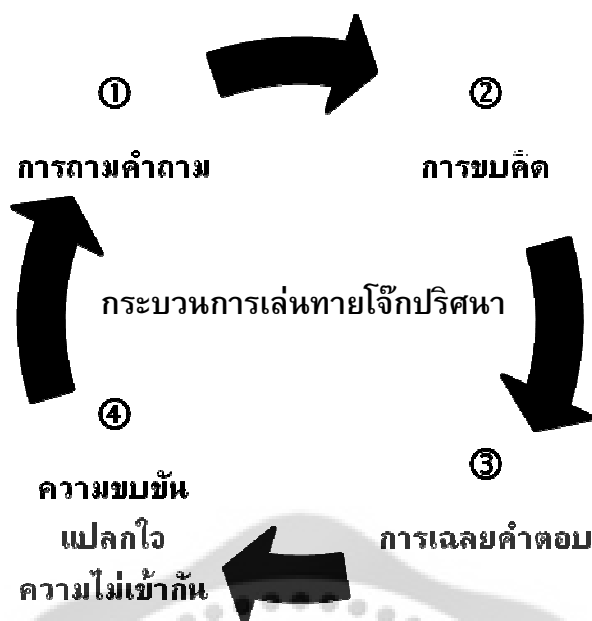 ①
การถามคำถาม
②
การขบคิด
กระบวนการเล่นทายโจ๊กปริศนา
③
การเฉลยคำตอบ
④
ความขบขัน
แปลกใจ
ความไม่เข้ากัน